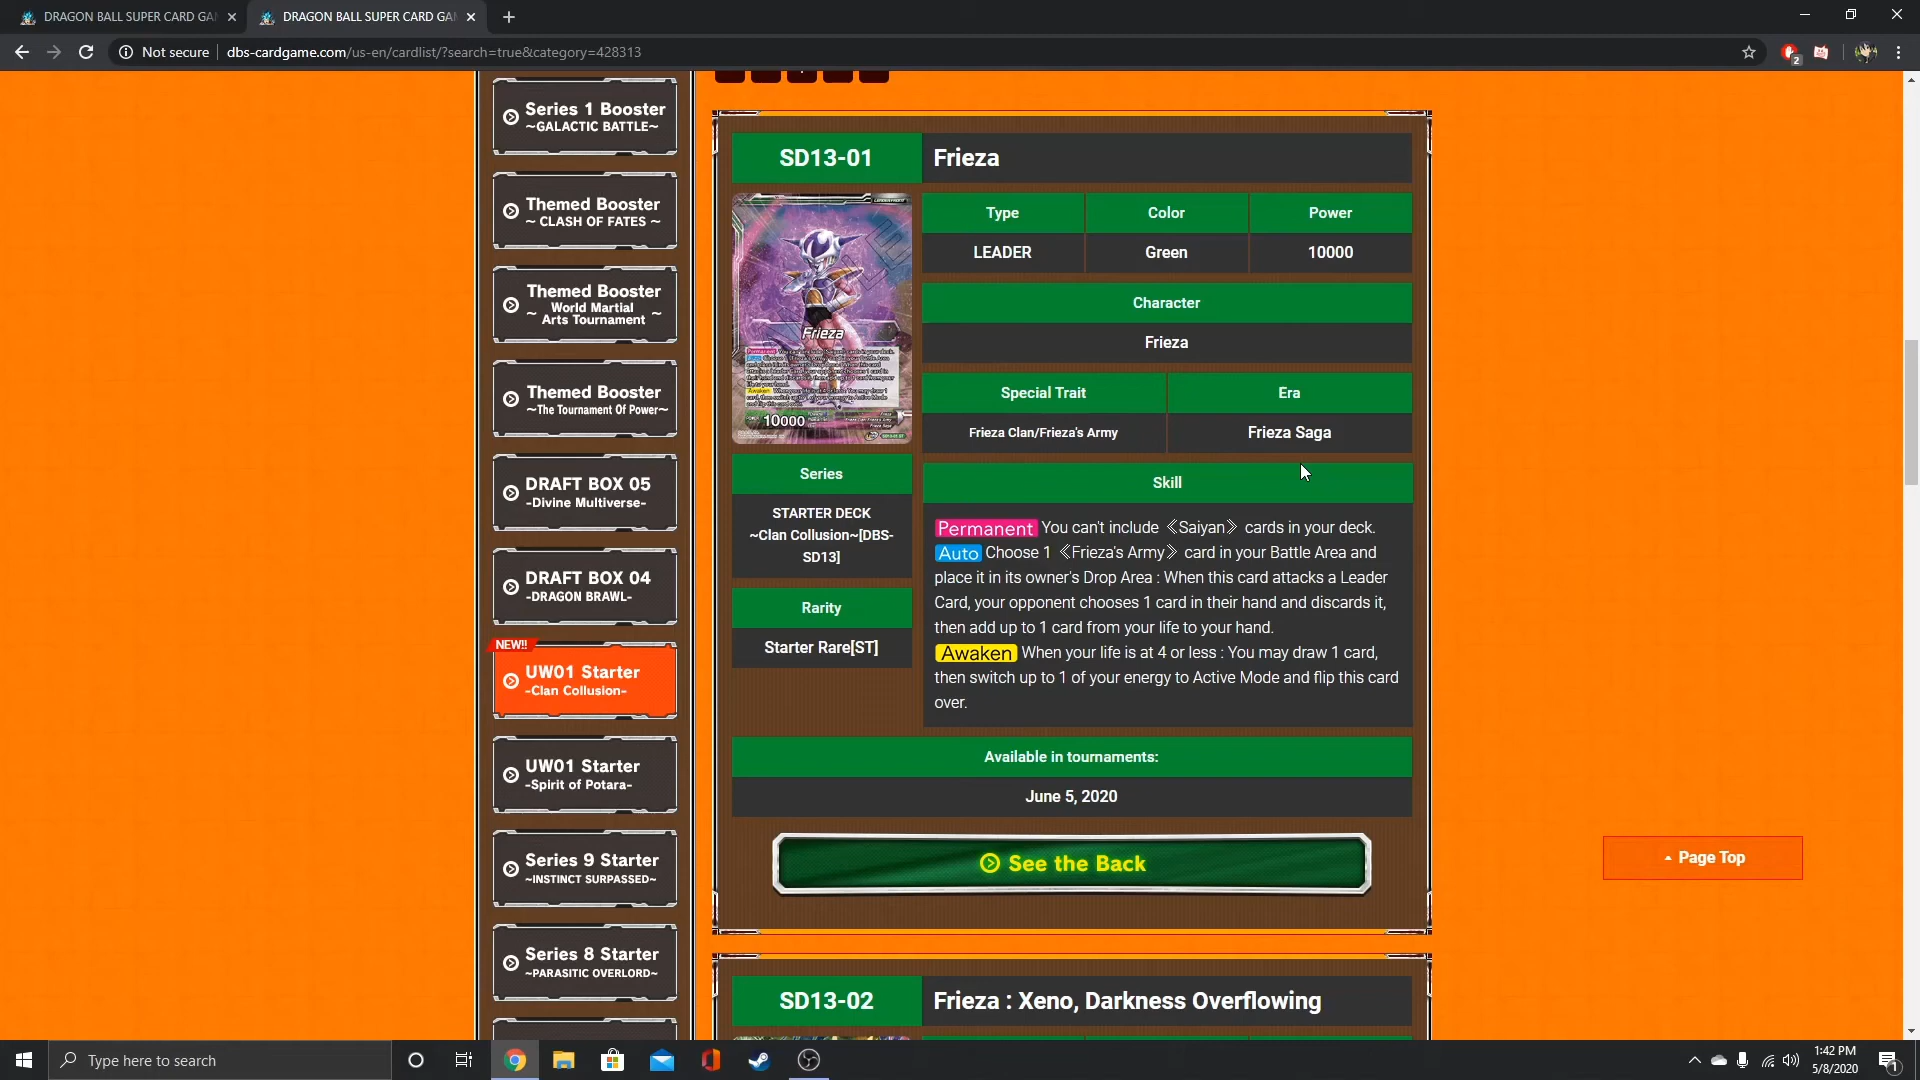 DRAGON BALL SUPER CARD GA
DRAGON BALL SUPER CARD GA
Not secure
dbs-cardgame.com/us-en/cardlist/?search=true&category=428313
2
Series 1 Booster
~GALACTIC BATTLE~
Themed Booster
~ CLASH OF FATES ~
Themed Booster
~ World Martial Arts Tournament ~
Themed Booster
~The Tournament Of Power~
DRAFT BOX 05
-Divine Multiverse-
DRAFT BOX 04
-DRAGON BRAWL-
NEW!!
UW01 Starter
-Clan Collusion-
UW01 Starter
-Spirit of Potara-
Series 9 Starter
~INSTINCT SURPASSED~
Series 8 Starter
~PARASITIC OVERLORD~
SD13-01
Frieza
Type
Color
Power
LEADER
Green
10000
Character
Frieza
Special Trait
Era
Frieza Clan/Frieza's Army
Frieza Saga
Frieza
10000
Series
STARTER DECK
~Clan Collusion~[DBS-
SD13]
Rarity
Starter Rare[ST]
Skill
Permanent You can't include 《Saiyan》 cards in your deck.
Auto Choose 1 《Frieza's Army》 card in your Battle Area and
place it in its owner's Drop Area : When this card attacks a Leader
Card, your opponent chooses 1 card in their hand and discards it,
then add up to 1 card from your life to your hand.
Awaken When your life is at 4 or less : You may draw 1 card,
then switch up to 1 of your energy to Active Mode and flip this card
over.
Available in tournaments:
June 5, 2020
See the Back
Page Top
SD13-02
Frieza : Xeno, Darkness Overflowing
Type here to search
1:42 PM
5/8/2020
1